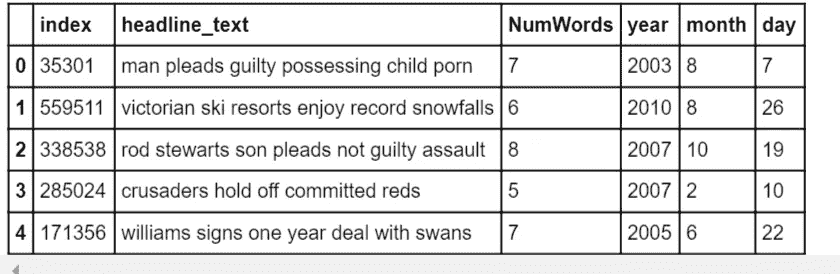 index headline_text NumWords year month day
0 35301 man pleads guilty possessing child porn 7 2003 8 7
1 559511 victorian ski resorts enjoy record snowfalls 6 2010 8 26
2 338538 rod stewarts son pleads not guilty assault 8 2007 10 19
3 285024 crusaders hold off committed reds 5 2007 2 10
4 171356 williams signs one year deal with swans 7 2005 6 22